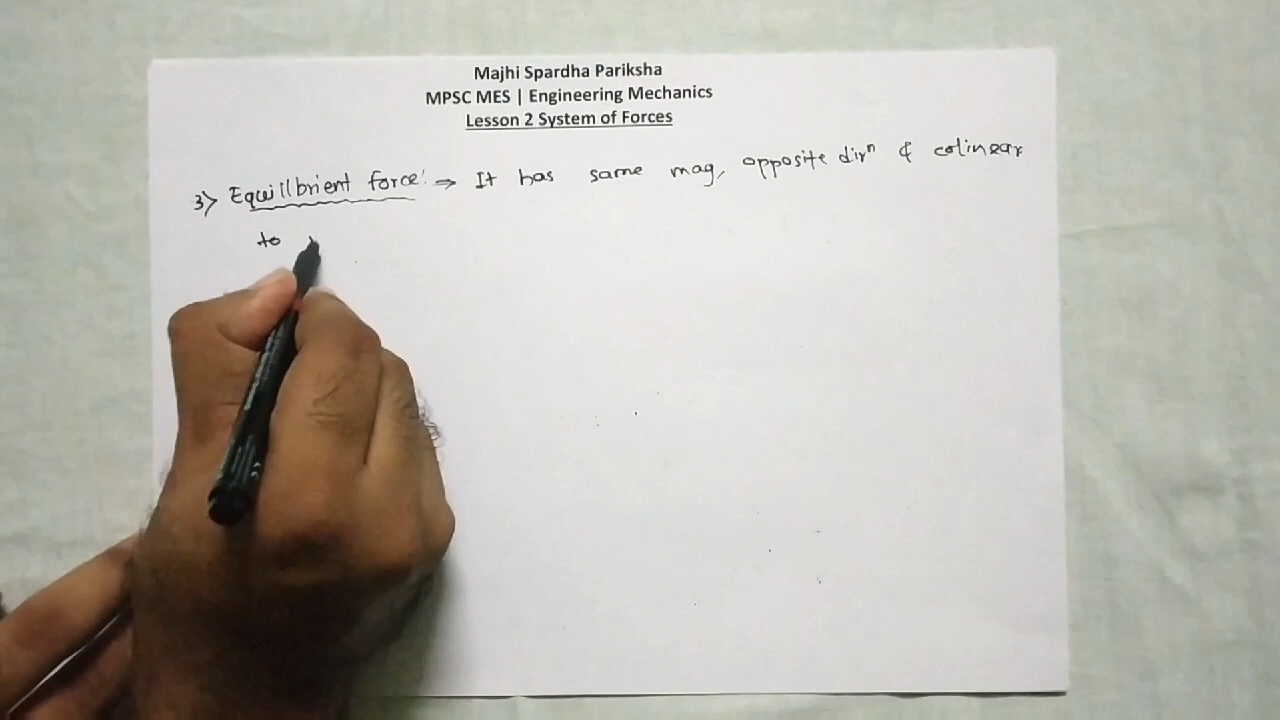 Majhi Spardha Pariksha
MPSC MES | Engineering Mechanics
Lesson 2 System of Forces
3) Equillbrient force: → It has same mag, opposite dirⁿ & colinear
to